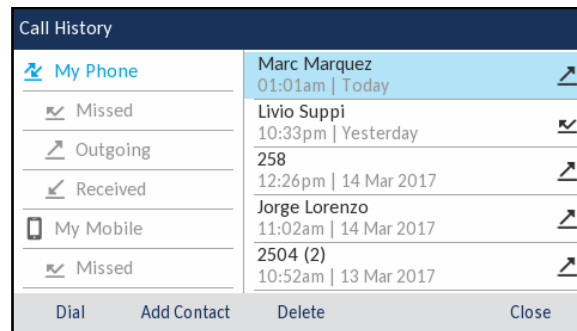 Call History
My Phone
Missed
Outgoing
Received
My Mobile
Missed
Marc Marquez
01:01am | Today
Livio Suppi
10:33pm | Yesterday
258
12:26pm | 14 Mar 2017
Jorge Lorenzo
11:02am | 14 Mar 2017
2504 (2)
10:52am | 13 Mar 2017
Dial Add Contact Delete Close